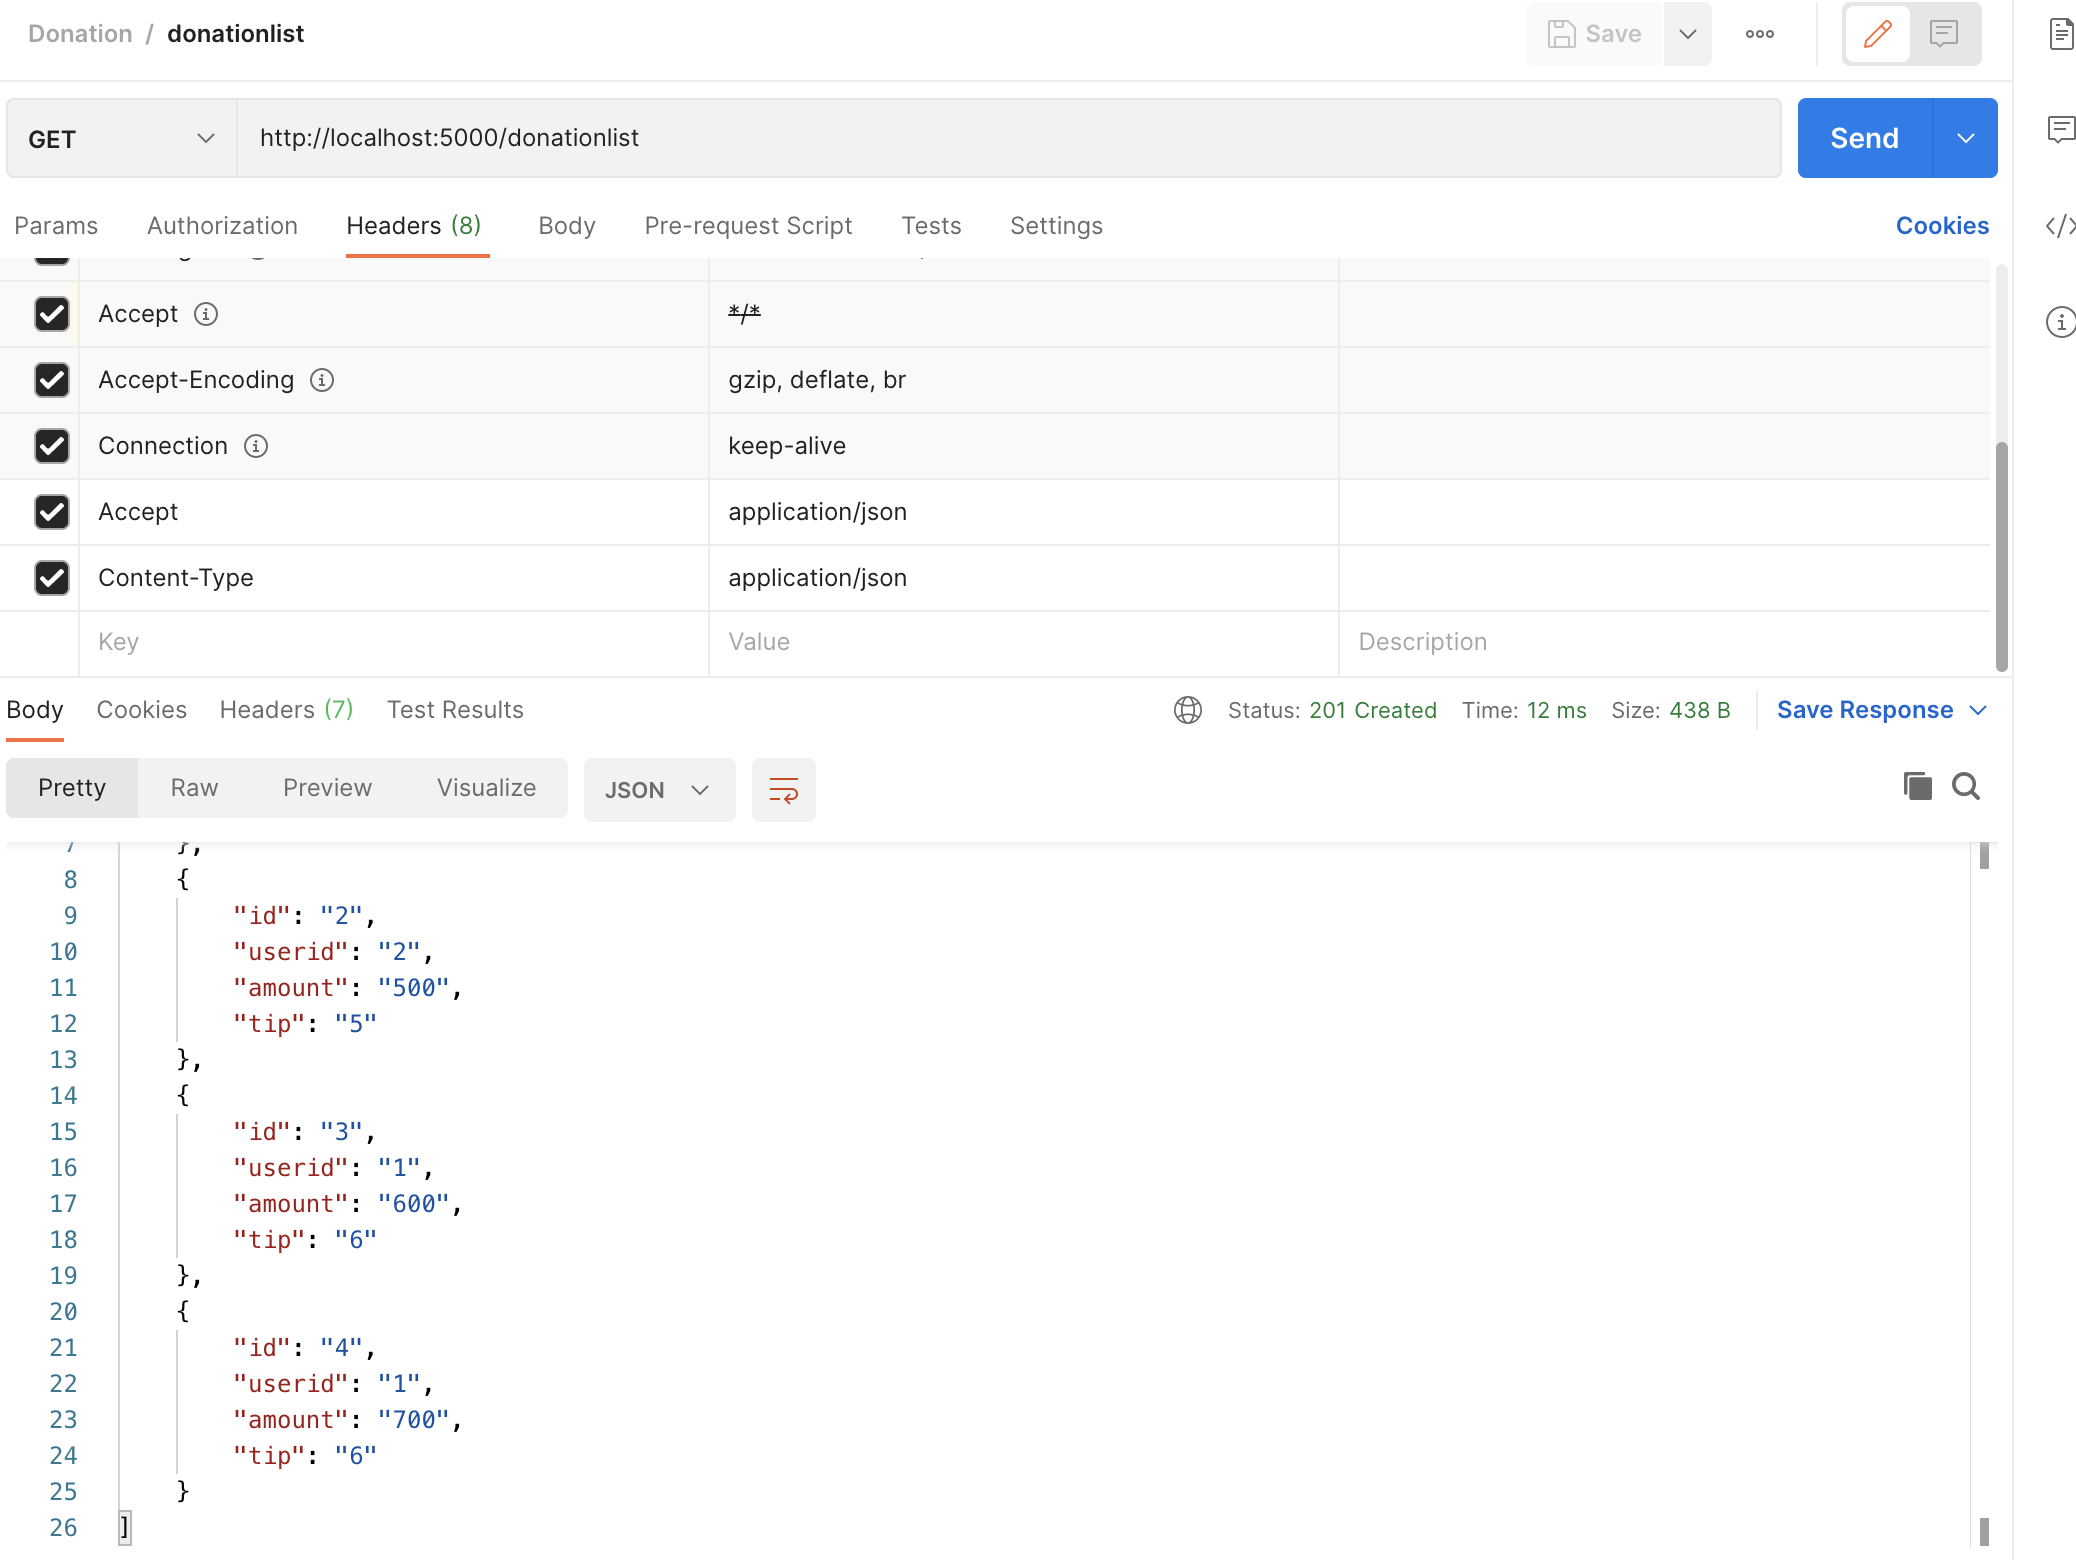 Donation / donationlist
Save
GET http://localhost:5000/donationlist Send
Params Authorization Headers (8) Body Pre-request Script Tests Settings Cookies
Accept */*
Accept-Encoding gzip, deflate, br
Connection keep-alive
Accept application/json
Content-Type application/json
Key Value Description
Body Cookies Headers (7) Test Results Status: 201 Created Time: 12 ms Size: 438 B Save Response
Pretty Raw Preview Visualize JSON
7 },
8 {
9 "id": "2",
10 "userid": "2",
11 "amount": "500",
12 "tip": "5"
13 },
14 {
15 "id": "3",
16 "userid": "1",
17 "amount": "600",
18 "tip": "6"
19 },
20 {
21 "id": "4",
22 "userid": "1",
23 "amount": "700",
24 "tip": "6"
25 }
26 ]